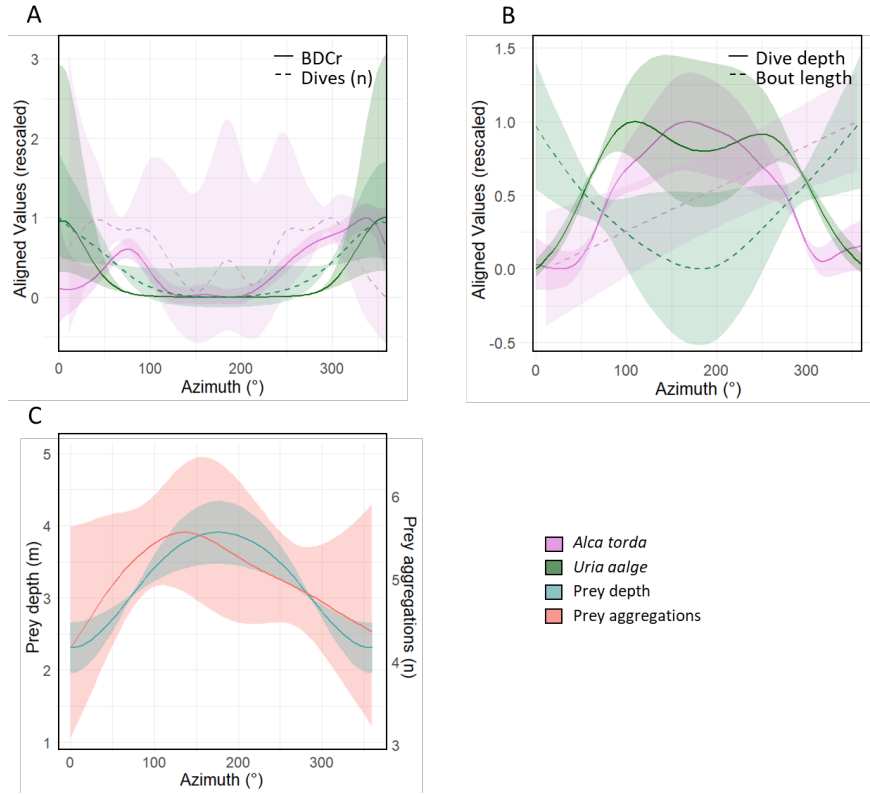 A
BDCr
Dives (n)
3
2
1
0
Aligned Values (rescaled)
0
100
200
300
Azimuth (°)
B
Dive depth
Bout length
1.5
1.0
0.5
0.0
-0.5
Aligned Values (rescaled)
0
100
200
300
Azimuth (°)
C
5
4
3
2
1
Prey depth (m)
6
5
4
3
Prey aggregations (n)
0
100
200
300
Azimuth (°)
Alca torda
Uria aalge
Prey depth
Prey aggregations